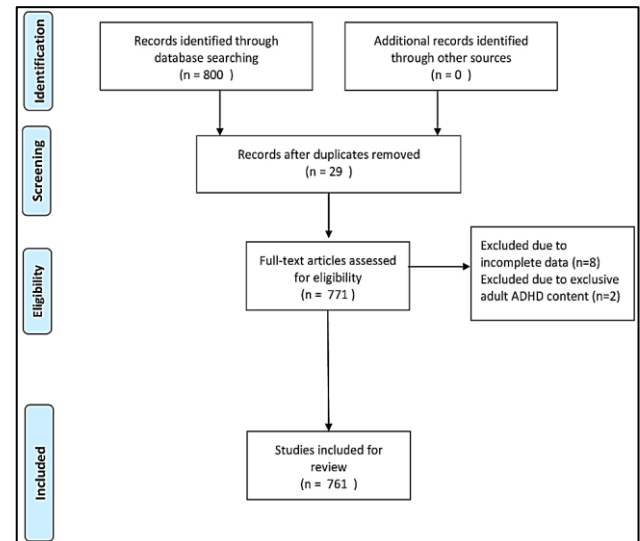 Identification
Records identified through
database searching
(n = 800 )
Additional records identified
through other sources
(n = 0 )
Screening
Records after duplicates removed
(n = 29 )
Eligibility
Full-text articles assessed
for eligibility
(n = 771 )
Excluded due to
incomplete data (n=8)
Excluded due to exclusive
adult ADHD content (n=2)
Included
Studies included for
review
(n = 761 )